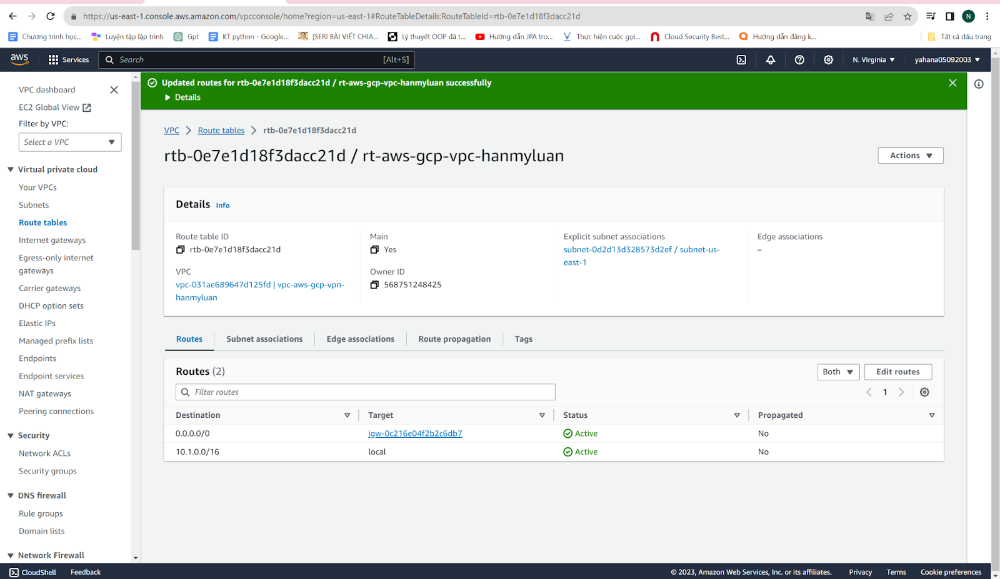 https://us-east-1.console.aws.amazon.com/vpcconsole/home?region=us-east-1#RouteTableDetails:RouteTableId=rtb-0e7e1d18f3dacc21d
N
Chương trình học...
Luyện tập lập trình
Gpt
KT python - Google...
[SERI BÀI VIẾT CHIA...
Lý thuyết OOP đã t...
Hướng dẫn JPA tro...
Thực hiện cuộc gọi...
Cloud Security Best...
Hướng dẫn đăng k...
Tất cả dấu trang
aws
Services
Search
[Alt+S]
N. Virginia
yahana05092003
VPC dashboard
EC2 Global View
Filter by VPC:
Select a VPC
Virtual private cloud
Your VPCs
Subnets
Route tables
Internet gateways
Egress-only internet
gateways
Carrier gateways
DHCP option sets
Elastic IPs
Managed prefix lists
Endpoints
Endpoint services
NAT gateways
Peering connections
Security
Network ACLs
Security groups
DNS firewall
Rule groups
Domain lists
Network Firewall
Updated routes for rtb-0e7e1d18f3dacc21d / rt-aws-gcp-vpc-hanmyluan successfully
Details
VPC
Route tables
rtb-0e7e1d18f3dacc21d
rtb-0e7e1d18f3dacc21d / rt-aws-gcp-vpc-hanmyluan
Actions
Details Info
Route table ID
rtb-0e7e1d18f3dacc21d
VPC
vpc-031ae689647d125fd | vpc-aws-gcp-vpn-
hanmyluan
Main
Yes
Owner ID
568751248425
Explicit subnet associations
subnet-0d2d13d328573d2ef / subnet-us-
east-1
Edge associations
–
Routes
Subnet associations
Edge associations
Route propagation
Tags
Routes (2)
Both
Edit routes
Filter routes
1
Destination
Target
Status
Propagated
0.0.0.0/0
igw-0c216e04f2b2c6db7
Active
No
10.1.0.0/16
local
Active
No
CloudShell
Feedback
© 2023, Amazon Web Services, Inc. or its affiliates.
Privacy
Terms
Cookie preferences